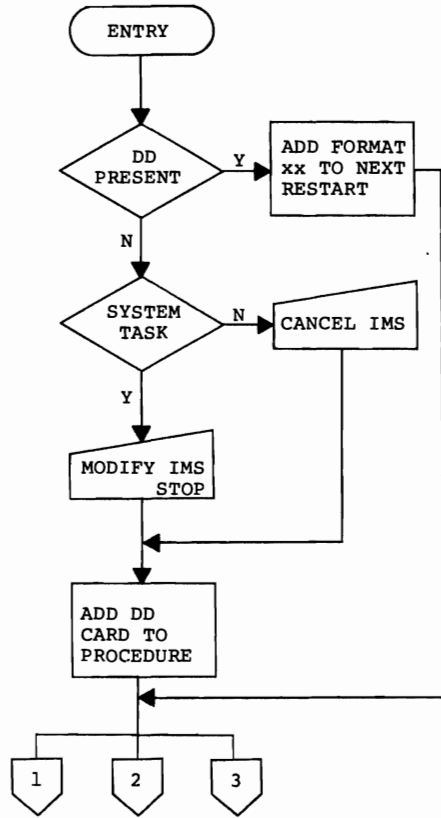 ENTRY
DD
PRESENT
Y
ADD FORMAT
xx TO NEXT
RESTART
N
SYSTEM
TASK
N
CANCEL IMS
Y
MODIFY IMS
STOP
ADD DD
CARD TO
PROCEDURE
1
2
3